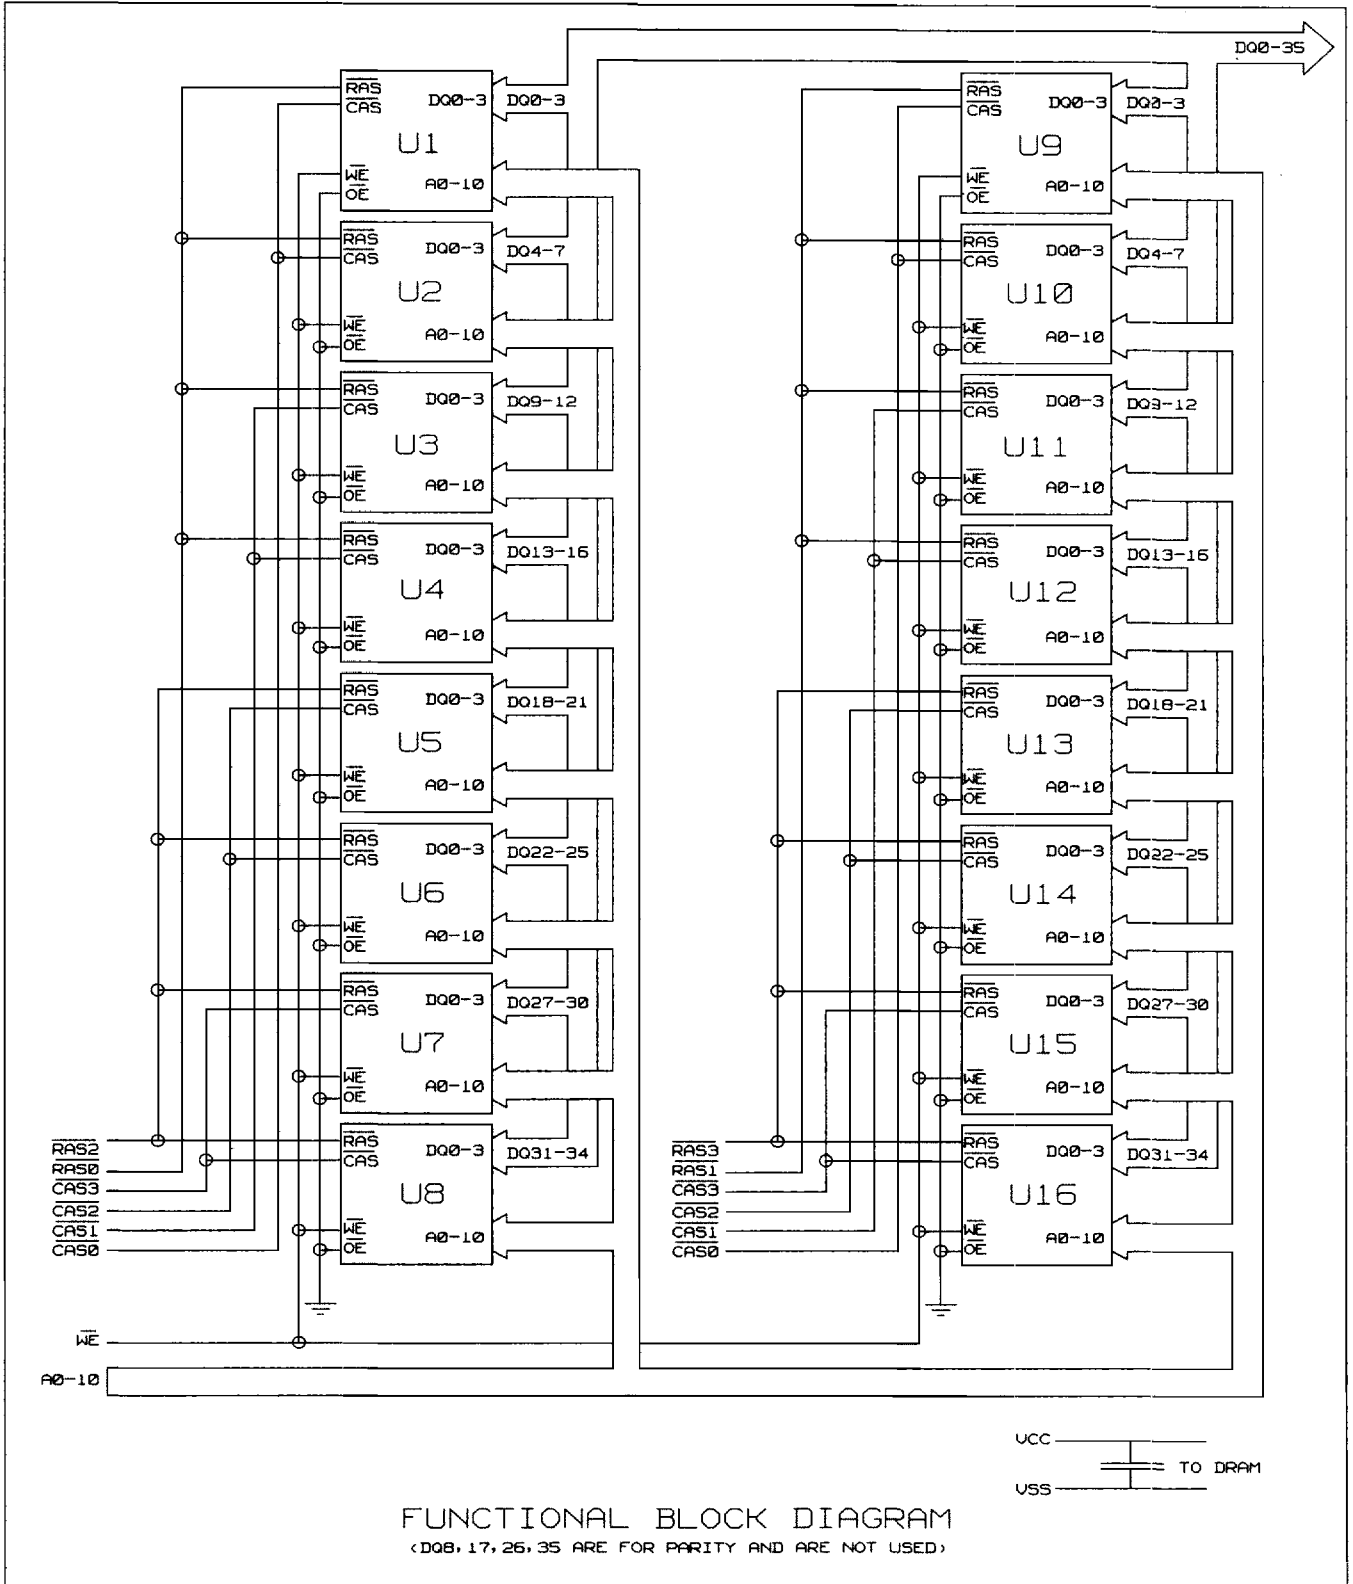 DQ0-35
RAS
CAS
DQ0-3
DQ0-3
U1
WE
OE
A0-10
RAS
CAS
DQ0-3
DQ4-7
U2
WE
OE
A0-10
RAS
CAS
DQ0-3
DQ9-12
U3
WE
OE
A0-10
RAS
CAS
DQ0-3
DQ13-16
U4
WE
OE
A0-10
RAS
CAS
DQ0-3
DQ18-21
U5
WE
OE
A0-10
RAS
CAS
DQ0-3
DQ22-25
U6
WE
OE
A0-10
RAS
CAS
DQ0-3
DQ27-30
U7
WE
OE
A0-10
RAS
CAS
DQ0-3
DQ31-34
U8
WE
OE
A0-10
RAS2
RAS0
CAS3
CAS2
CAS1
CAS0
WE
A0-10
RAS
CAS
DQ0-3
DQ0-3
U9
WE
OE
A0-10
RAS
CAS
DQ0-3
DQ4-7
U10
WE
OE
A0-10
RAS
CAS
DQ0-3
DQ9-12
U11
WE
OE
A0-10
RAS
CAS
DQ0-3
DQ13-16
U12
WE
OE
A0-10
RAS
CAS
DQ0-3
DQ18-21
U13
WE
OE
A0-10
RAS
CAS
DQ0-3
DQ22-25
U14
WE
OE
A0-10
RAS
CAS
DQ0-3
DQ27-30
U15
WE
OE
A0-10
RAS
CAS
DQ0-3
DQ31-34
U16
WE
OE
A0-10
RAS3
RAS1
CAS3
CAS2
CAS1
CAS0
VCC
TO DRAM
VSS
FUNCTIONAL BLOCK DIAGRAM
(DQ8,17,26,35 ARE FOR PARITY AND ARE NOT USED)